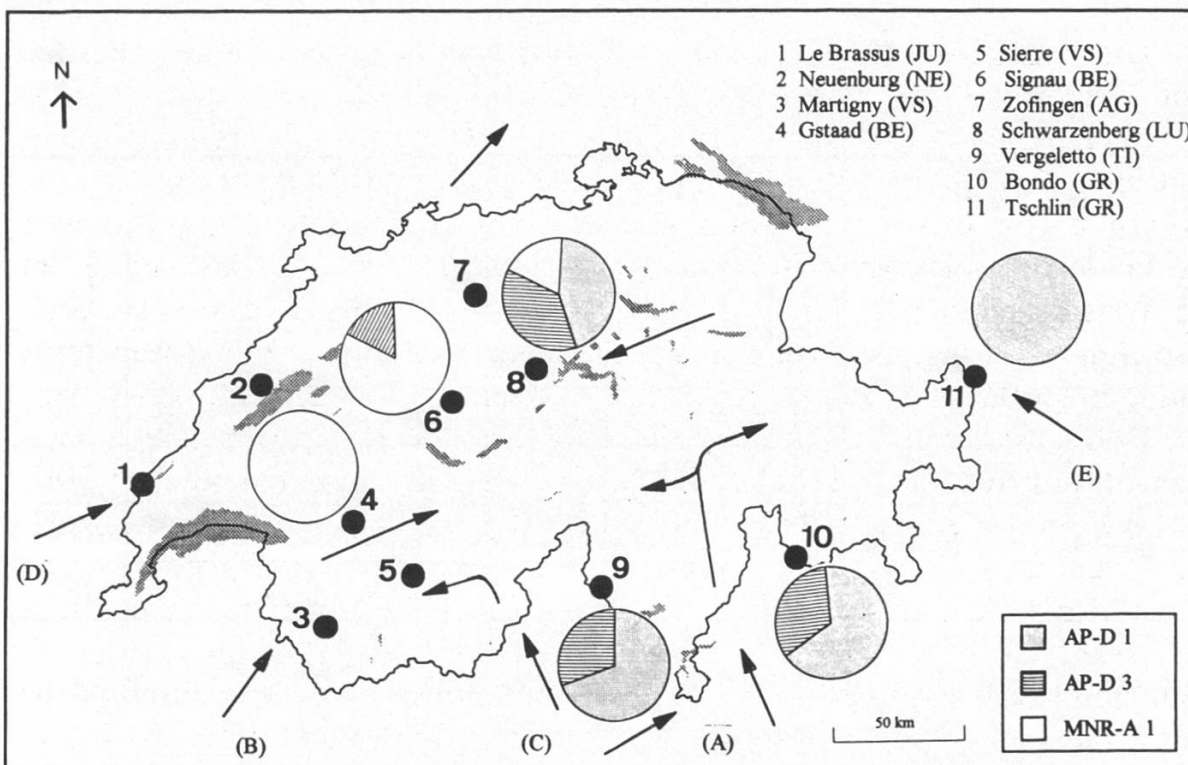 N
1 Le Brassus (JU)
2 Neuenburg (NE)
3 Martigny (VS)
4 Gstaad (BE)
5 Sierre (VS)
6 Signau (BE)
7 Zofingen (AG)
8 Schwarzenberg (LU)
9 Vergeletto (TI)
10 Bondo (GR)
11 Tschlin (GR)
7
2
8
6
11
1
4
(E)
10
5
9
(D)
3
AP-D 1
AP-D 3
MNR-A 1
50 km
(B)
(C)
(A)